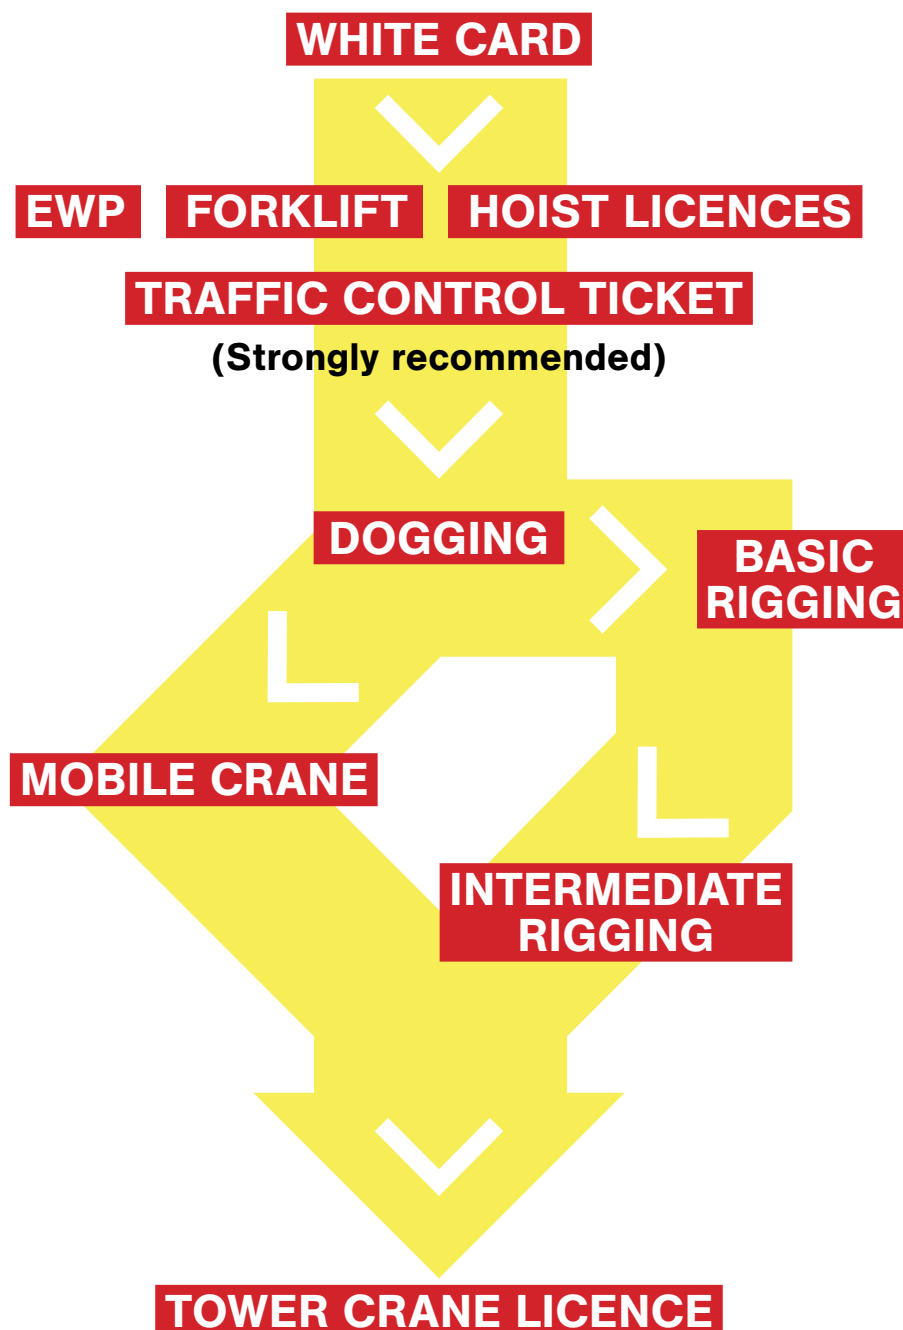 WHITE CARD
EWP FORKLIFT HOIST LICENCES
TRAFFIC CONTROL TICKET
(Strongly recommended)
DOGGING
BASIC
RIGGING
MOBILE CRANE
INTERMEDIATE
RIGGING
TOWER CRANE LICENCE